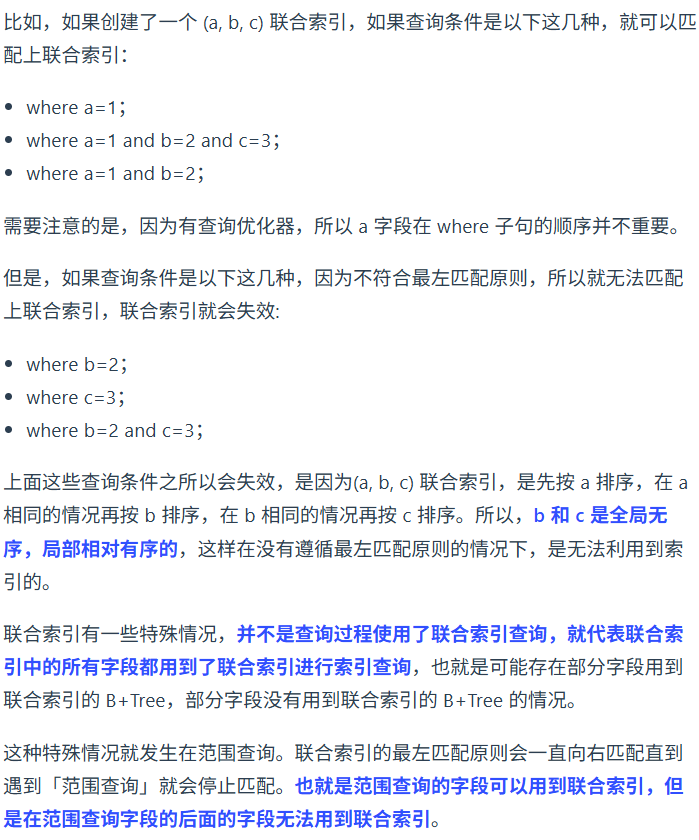 比如，如果创建了一个 (a, b, c) 联合索引，如果查询条件是以下这几种，就可以匹
配上联合索引：
• where a=1；
• where a=1 and b=2 and c=3；
• where a=1 and b=2；
需要注意的是，因为有查询优化器，所以 a 字段在 where 子句的顺序并不重要。
但是，如果查询条件是以下这几种，因为不符合最左匹配原则，所以就无法匹配
上联合索引，联合索引就会失效:
• where b=2；
• where c=3；
• where b=2 and c=3；
上面这些查询条件之所以会失效，是因为(a, b, c) 联合索引，是先按 a 排序，在 a
相同的情况再按 b 排序，在 b 相同的情况再按 c 排序。所以，b 和 c 是全局无
序，局部相对有序的，这样在没有遵循最左匹配原则的情况下，是无法利用到索
引的。
联合索引有一些特殊情况，并不是查询过程使用了联合索引查询，就代表联合索
引中的所有字段都用到了联合索引进行索引查询，也就是可能存在部分字段用到
联合索引的 B+Tree，部分字段没有用到联合索引的 B+Tree 的情况。
这种特殊情况就发生在范围查询。联合索引的最左匹配原则会一直向右匹配直到
遇到「范围查询」就会停止匹配。也就是范围查询的字段可以用到联合索引，但
是在范围查询字段的后面的字段无法用到联合索引。